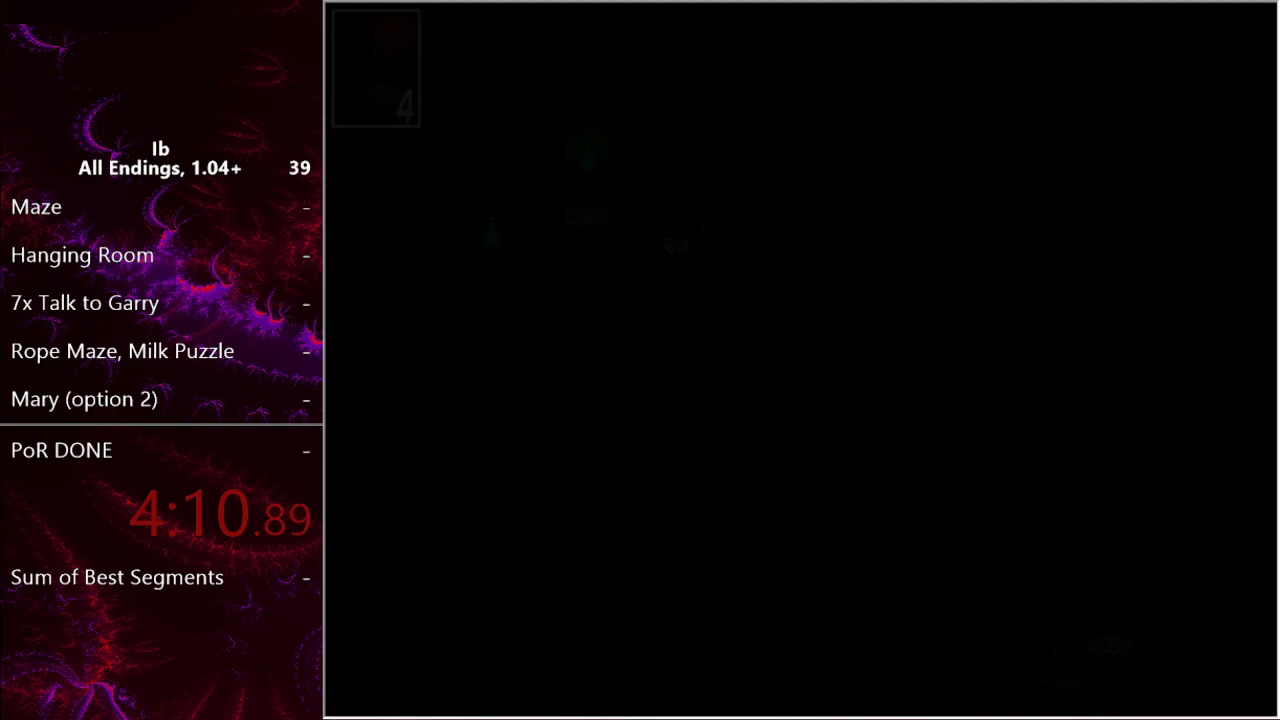 Ib
All Endings, 1.04+ 39
Maze -
Hanging Room -
7x Talk to Garry -
Rope Maze, Milk Puzzle -
Mary (option 2) -
PoR DONE -
4:10.89
Sum of Best Segments -
4